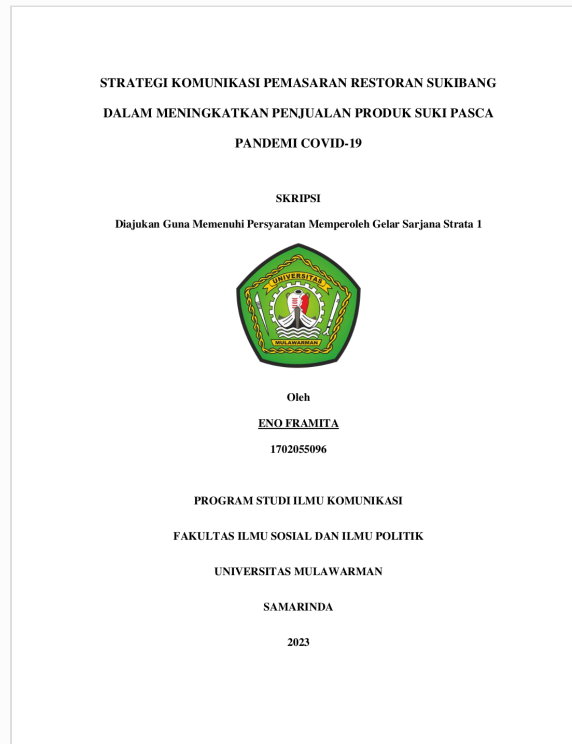 STRATEGI KOMUNIKASI PEMASARAN RESTORAN SUKIBANG
DALAM MENINGKATKAN PENJUALAN PRODUK SUKI PASCA
PANDEMI COVID-19
SKRIPSI
Diajukan Guna Memenuhi Persyaratan Memperoleh Gelar Sarjana Strata 1
UNIVERSITAS
MULAWARMAN
Oleh
ENO FRAMITA
1702055096
PROGRAM STUDI ILMU KOMUNIKASI
FAKULTAS ILMU SOSIAL DAN ILMU POLITIK
UNIVERSITAS MULAWARMAN
SAMARINDA
2023